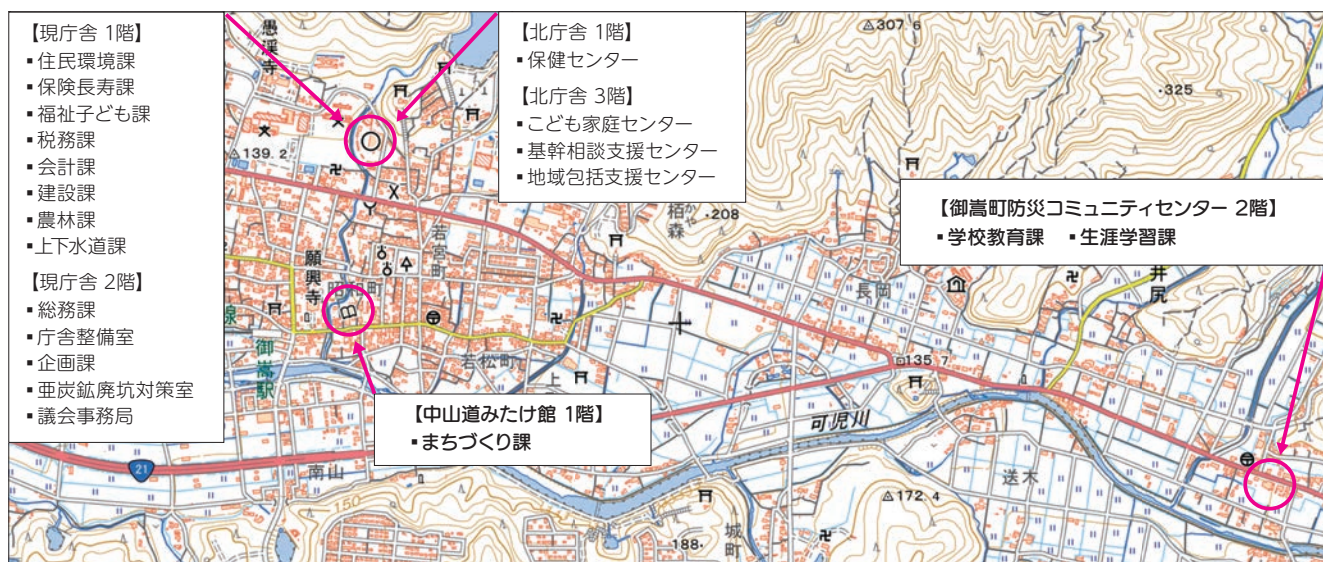 【現庁舎 1階】
▪住民環境課
▪保険長寿課
▪福祉子ども課
▪税務課
▪会計課
▪建設課
▪農林課
▪上下水道課
【現庁舎 2階】
▪総務課
▪庁舎整備室
▪企画課
▪亜炭鉱廃坑対策室
▪議会事務局
【北庁舎 1階】
▪保健センター
【北庁舎 3階】
▪こども家庭センター
▪基幹相談支援センター
▪地域包括支援センター
【御嵩町防災コミュニティセンター 2階】
▪学校教育課 ▪生涯学習課
【中山道みたけ館 1階】
▪まちづくり課
愚渓寺
307.6
325
139.2
208
栢森
かや
若宮町
願興寺
昭和町
御嵩駅
線
若松町
上
長岡
井尻
135.7
可児川
21
南山
150
送木
172.4
188
城町